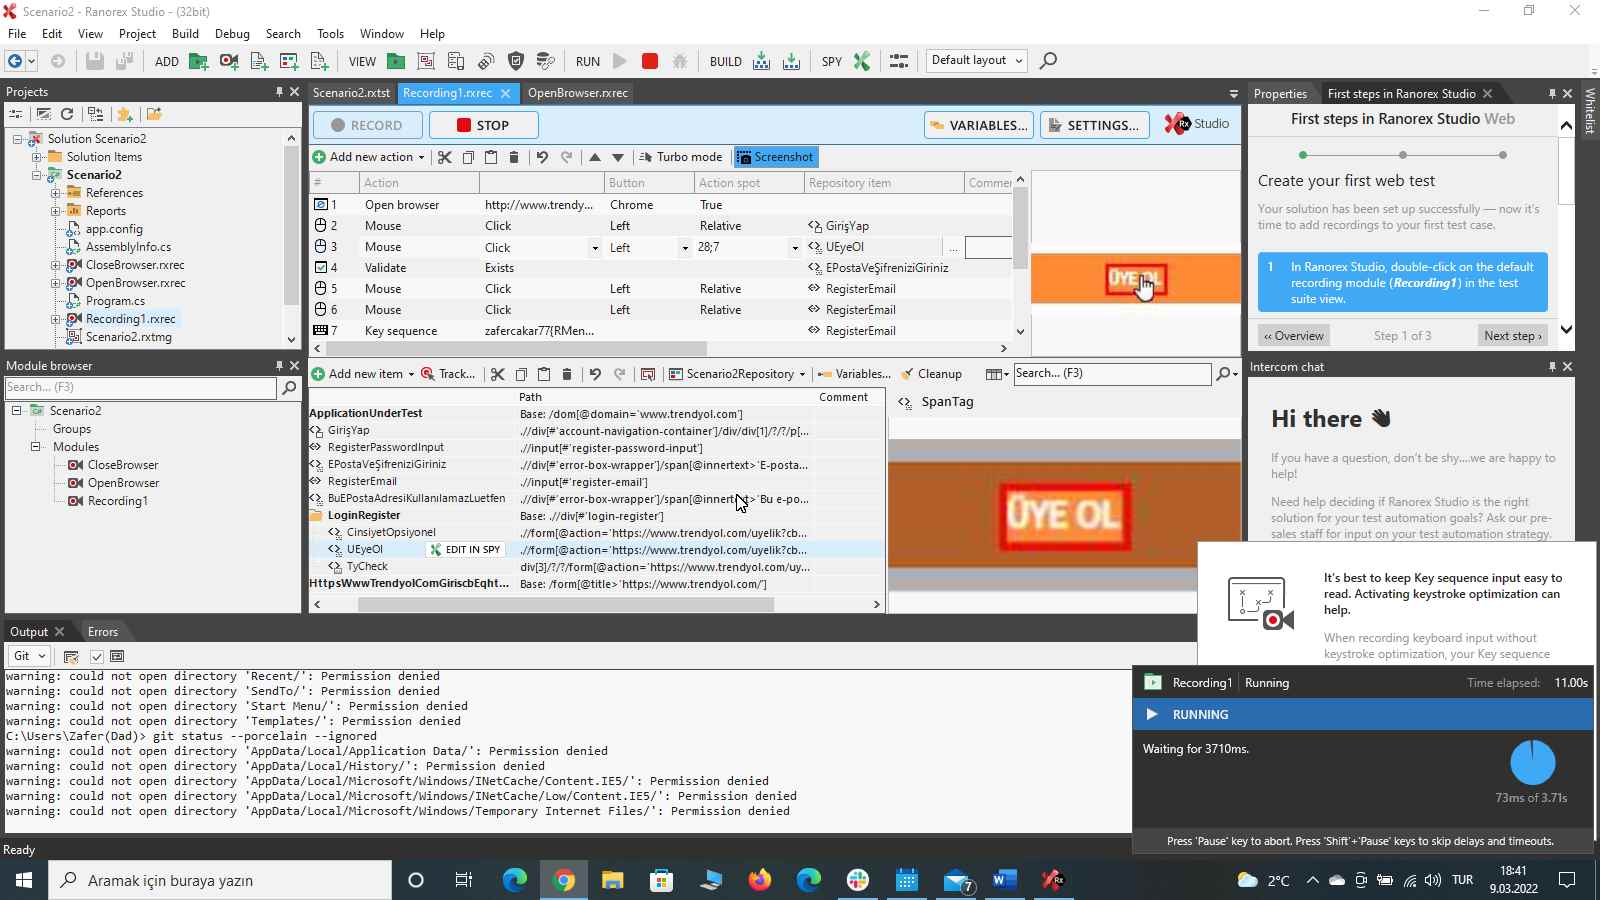 Scenario2 - Ranorex Studio - (32bit)
File Edit View Project Build Debug Search Tools Window Help
ADD VIEW RUN BUILD SPY Default layout
Projects
Solution Scenario2
Solution Items
Scenario2
References
Reports
app.config
AssemblyInfo.cs
CloseBrowser.rxrec
OpenBrowser.rxrec
Program.cs
Recording1.rxrec
Scenario2.rxtmg
Module browser
Search... (F3)
Scenario2
Groups
Modules
CloseBrowser
OpenBrowser
Recording1
Scenario2.rxtst Recording1.rxrec OpenBrowser.rxrec
RECORD STOP VARIABLES... SETTINGS... Rx Studio
Add new action Turbo mode Screenshot
# Action Button Action spot Repository item Comme
1 Open browser http://www.trendy... Chrome True
2 Mouse Click Left Relative GirişYap
3 Mouse Click Left 28;7 UEyeOl ...
4 Validate Exists EPostaVeŞifreniziGiriniz
5 Mouse Click Left Relative RegisterEmail
6 Mouse Click Left Relative RegisterEmail
7 Key sequence zafercakar77{RMen... RegisterEmail
ÜYE OL
Add new item Track... Scenario2Repository Variables... Cleanup Search... (F3)
Path Comment
ApplicationUnderTest Base: /dom[@domain='www.trendyol.com']
GirişYap .//div[#'account-navigation-container']/div/div[1]/?/?/p[...
RegisterPasswordInput .//input[#'register-password-input']
EPostaVeŞifreniziGiriniz .//div[#'error-box-wrapper']/span[@innertext>'E-posta...
RegisterEmail .//input[#'register-email']
BuEPostaAdresiKullanılamazLuetfen .//div[#'error-box-wrapper']/span[@innertext>'Bu e-po...
LoginRegister Base: .//div[#'login-register']
CinsiyetOpsiyonel .//form[@action='https://www.trendyol.com/uyelik?cb...
UEyeOl EDIT IN SPY .//form[@action='https://www.trendyol.com/uyelik?cb...
TyCheck div[3]/?/?/form[@action='https://www.trendyol.com/uy...
HttpsWwwTrendyolComGiriscbEqht... Base: /form[@title>'https://www.trendyol.com/']
SpanTag
ÜYE OL
Properties First steps in Ranorex Studio
Whitelist
First steps in Ranorex Studio Web
Create your first web test
Your solution has been set up successfully — now it's
time to add recordings to your first test case.
1 In Ranorex Studio, double-click on the default
recording module (Recording1) in the test
suite view.
‹‹ Overview Step 1 of 3 Next step ›
Intercom chat
Hi there
If you have a question, don't be shy....we are happy to
help!
Need help deciding if Ranorex Studio is the right
solution for your test automation goals? Ask our pre-
sales staff for input on your test automation strategy.
It's best to keep Key sequence input easy to
read. Activating keystroke optimization can
help.
When recording keyboard input without
keystroke optimization, your Key sequence
Recording1 Running Time elapsed: 11.00s
RUNNING
Waiting for 3710ms.
73ms of 3.71s
Press 'Pause' key to abort. Press 'Shift'+'Pause' keys to skip delays and timeouts.
Output Errors
Git
warning: could not open directory 'Recent/': Permission denied
warning: could not open directory 'SendTo/': Permission denied
warning: could not open directory 'Start Menu/': Permission denied
warning: could not open directory 'Templates/': Permission denied
C:\Users\Zafer(Dad)> git status --porcelain --ignored
warning: could not open directory 'AppData/Local/Application Data/': Permission denied
warning: could not open directory 'AppData/Local/History/': Permission denied
warning: could not open directory 'AppData/Local/Microsoft/Windows/INetCache/Content.IE5/': Permission denied
warning: could not open directory 'AppData/Local/Microsoft/Windows/INetCache/Low/Content.IE5/': Permission denied
warning: could not open directory 'AppData/Local/Microsoft/Windows/Temporary Internet Files/': Permission denied
Ready
Aramak için buraya yazın
7
2°C TUR
18:41
9.03.2022